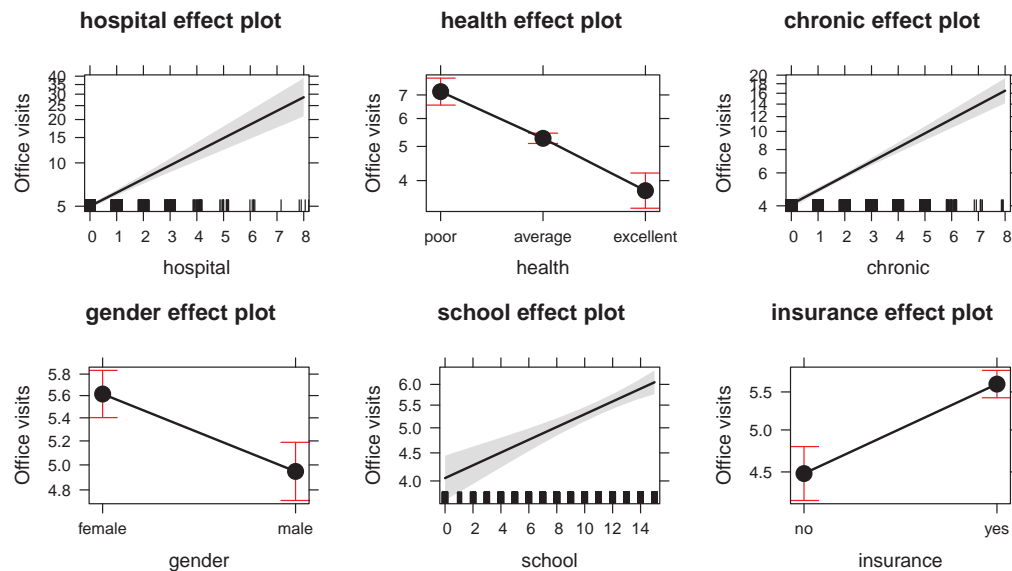 hospital effect plot
Office visits
40
35
30
25
20
15
10
5
0 1 2 3 4 5 6 7 8
hospital
health effect plot
Office visits
7
6
5
4
poor average excellent
health
chronic effect plot
Office visits
20
18
16
14
12
10
8
6
4
0 1 2 3 4 5 6 7 8
chronic
gender effect plot
Office visits
5.8
5.6
5.4
5.2
5.0
4.8
female male
gender
school effect plot
Office visits
6.0
5.5
5.0
4.5
4.0
0 2 4 6 8 10 12 14
school
insurance effect plot
Office visits
5.5
5.0
4.5
no yes
insurance